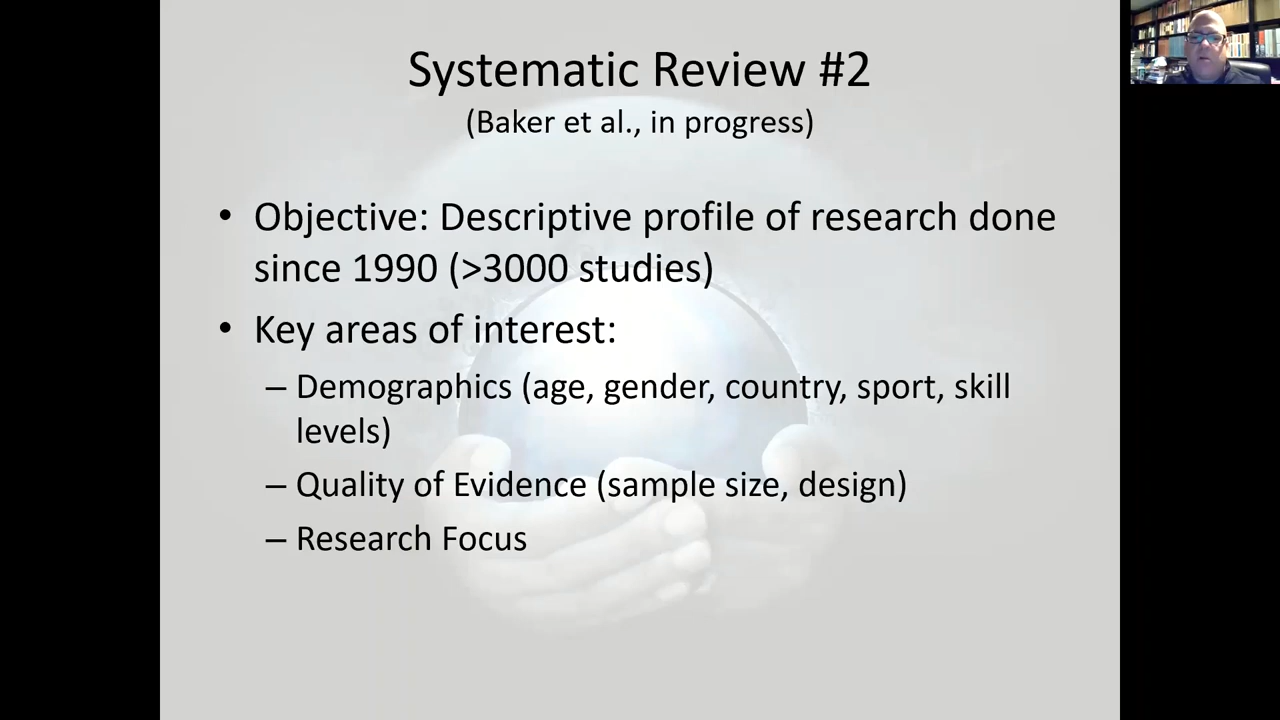 Systematic Review #2
(Baker et al., in progress)
• Objective: Descriptive profile of research done
since 1990 (>3000 studies)
• Key areas of interest:
– Demographics (age, gender, country, sport, skill
levels)
– Quality of Evidence (sample size, design)
– Research Focus